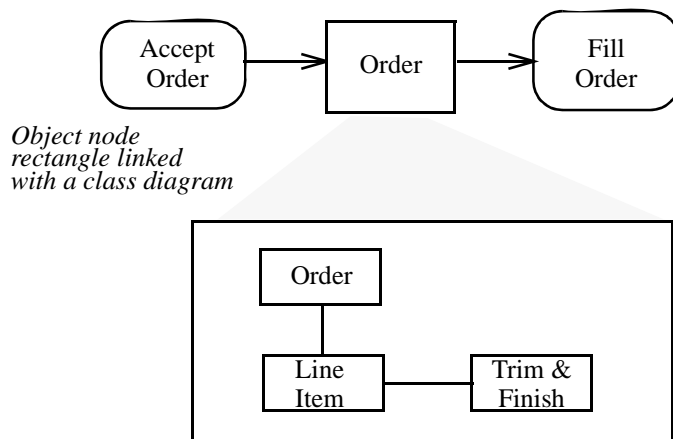 Accept
Order
Order
Fill
Order
Object node
rectangle linked
with a class diagram
Order
Line
Item
Trim &
Finish